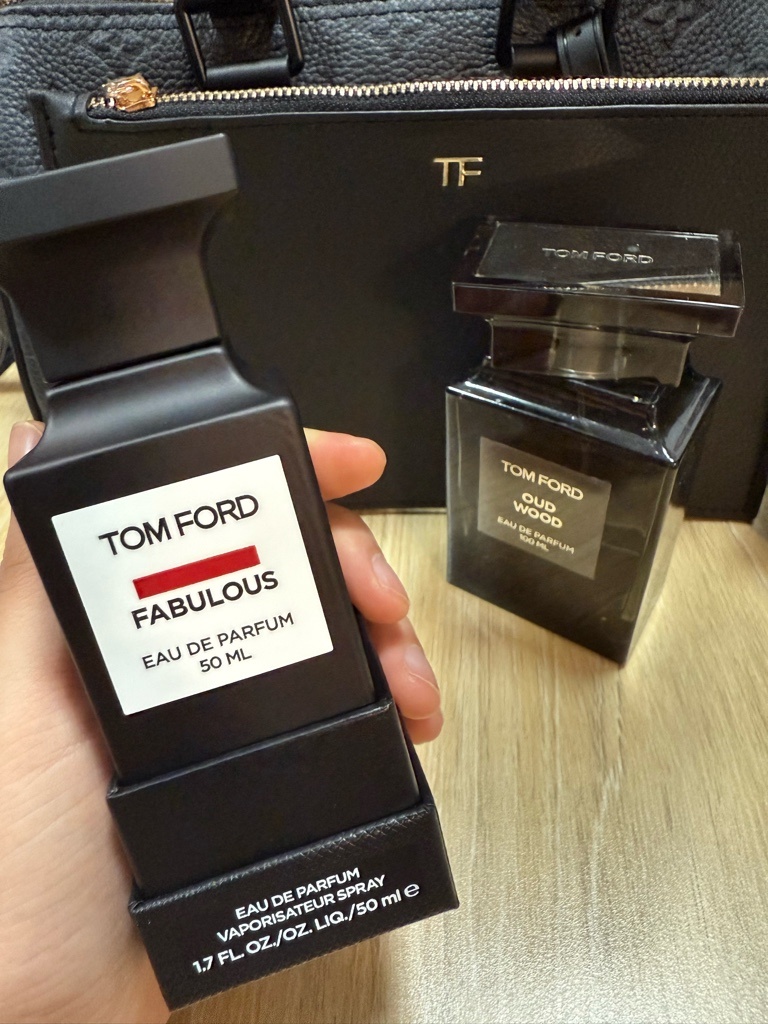 TF
TOM FORD
TOM FORD
OUD
WOOD
EAU DE PARFUM
100 ML
TOM FORD
FABULOUS
EAU DE PARFUM
50 ML
EAU DE PARFUM
VAPORISATEUR SPRAY
1.7 FL. OZ./OZ. LIQ./50 ml ℮